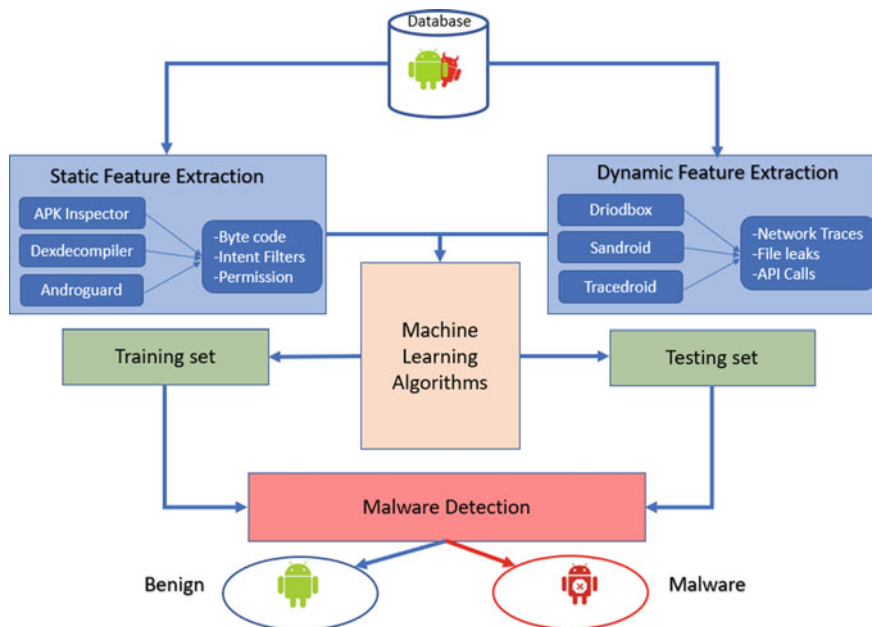 Database
Static Feature Extraction
APK Inspector
Dexdecompiler
Androguard
-Byte code
-Intent Filters
-Permission
Dynamic Feature Extraction
Driodbox
Sandroid
Tracedroid
-Network Traces
-File leaks
-API Calls
Machine
Learning
Algorithms
Training set
Testing set
Malware Detection
Benign
Malware